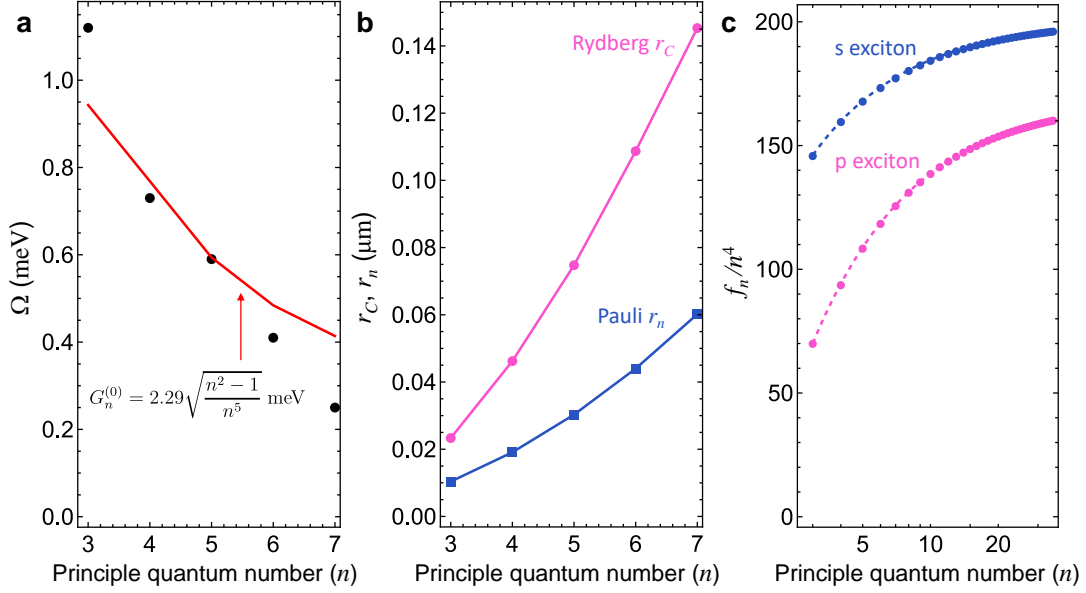 a
1.0
0.8
0.6
0.4
0.2
0.0
Ω (meV)
G_n^{(0)} = 2.29\sqrt{\frac{n^2 − 1}{n^5}} meV
3 4 5 6 7
Principle quantum number (n)
b
0.14
0.12
0.10
0.08
0.06
0.04
0.02
0.00
r_C, r_n (μm)
Rydberg r_C
Pauli r_n
3 4 5 6 7
Principle quantum number (n)
c
200
150
100
50
0
f_n/n^4
s exciton
p exciton
5 10 20
Principle quantum number (n)